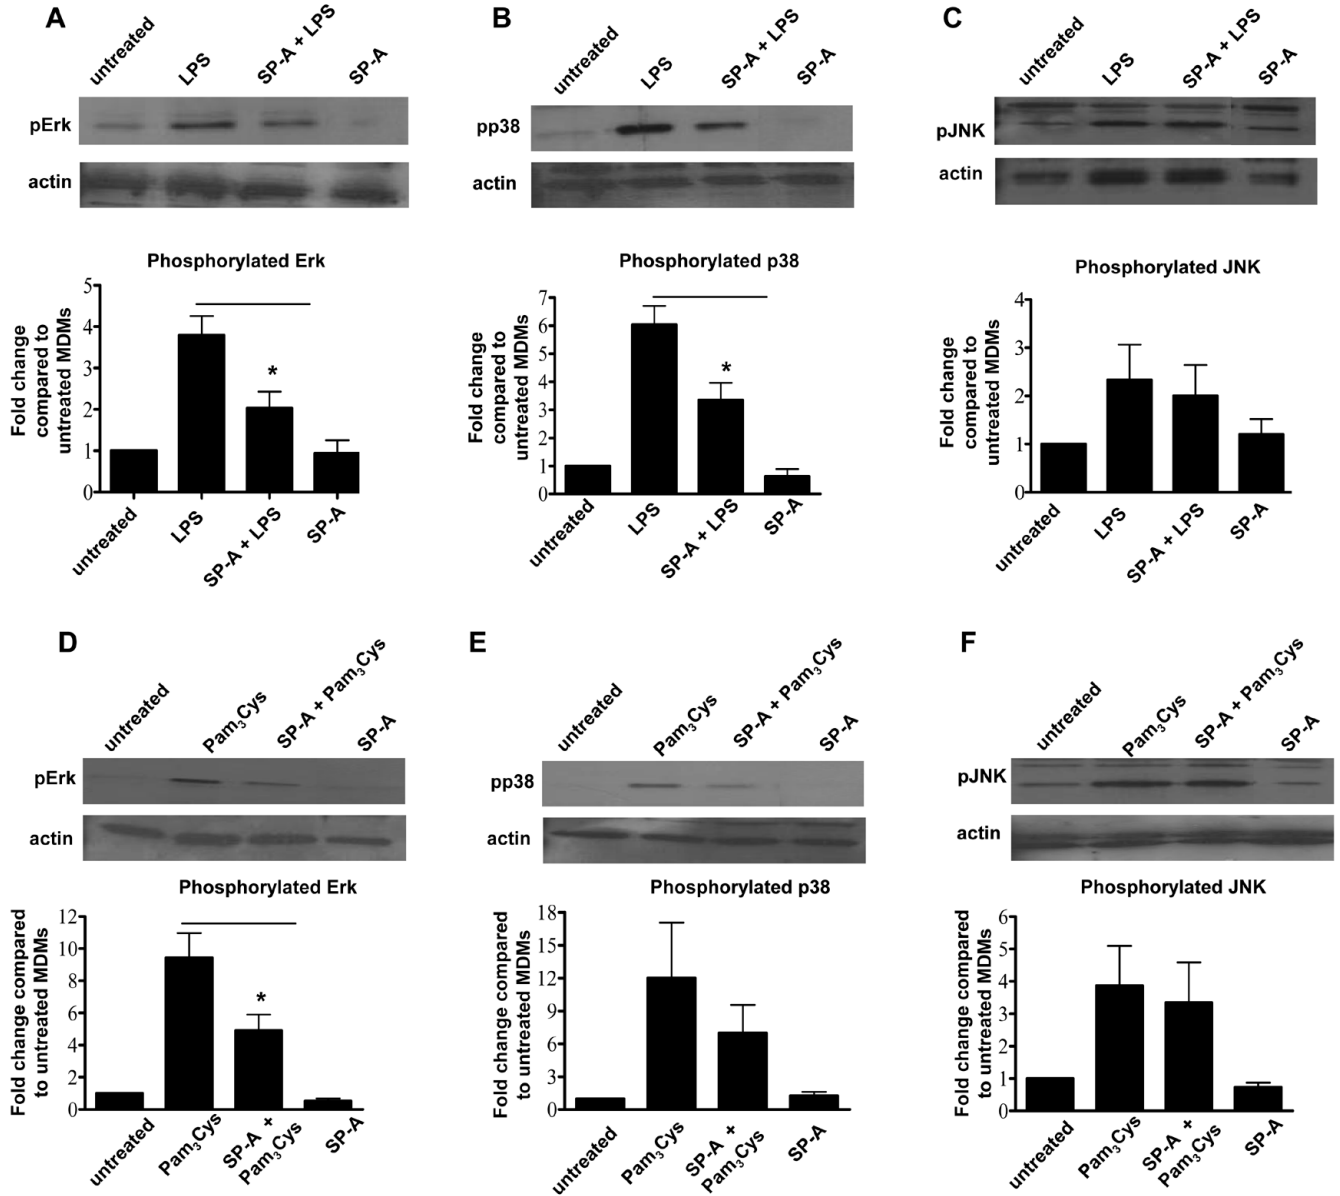 A
untreated
LPS
SP-A + LPS
SP-A
pErk
actin
Phosphorylated Erk
Fold change
compared to
untreated MDMs
5
4
3
2
1
0
*
untreated
LPS
SP-A + LPS
SP-A
B
untreated
LPS
SP-A + LPS
SP-A
pp38
actin
Phosphorylated p38
Fold change
compared to
untreated MDMs
7
6
5
4
3
2
1
0
*
untreated
LPS
SP-A + LPS
SP-A
C
untreated
LPS
SP-A + LPS
SP-A
pJNK
actin
Phosphorylated JNK
Fold change
compared to
untreated MDMs
4
3
2
1
0
untreated
LPS
SP-A + LPS
SP-A
D
untreated
Pam₃Cys
SP-A + Pam₃Cys
SP-A
pErk
actin
Phosphorylated Erk
Fold change compared
to untreated MDMs
12
10
8
6
4
2
0
*
untreated
Pam₃Cys
SP-A +
Pam₃Cys
SP-A
E
untreated
Pam₃Cys
SP-A + Pam₃Cys
SP-A
pp38
actin
Phosphorylated p38
Fold change compared
to untreated MDMs
18
15
12
9
6
3
0
untreated
Pam₃Cys
SP-A +
Pam₃Cys
SP-A
F
untreated
Pam₃Cys
SP-A + Pam₃Cys
SP-A
pJNK
actin
Phosphorylated JNK
Fold change compared
to untreated MDMs
6
5
4
3
2
1
0
untreated
Pam₃Cys
SP-A +
Pam₃Cys
SP-A